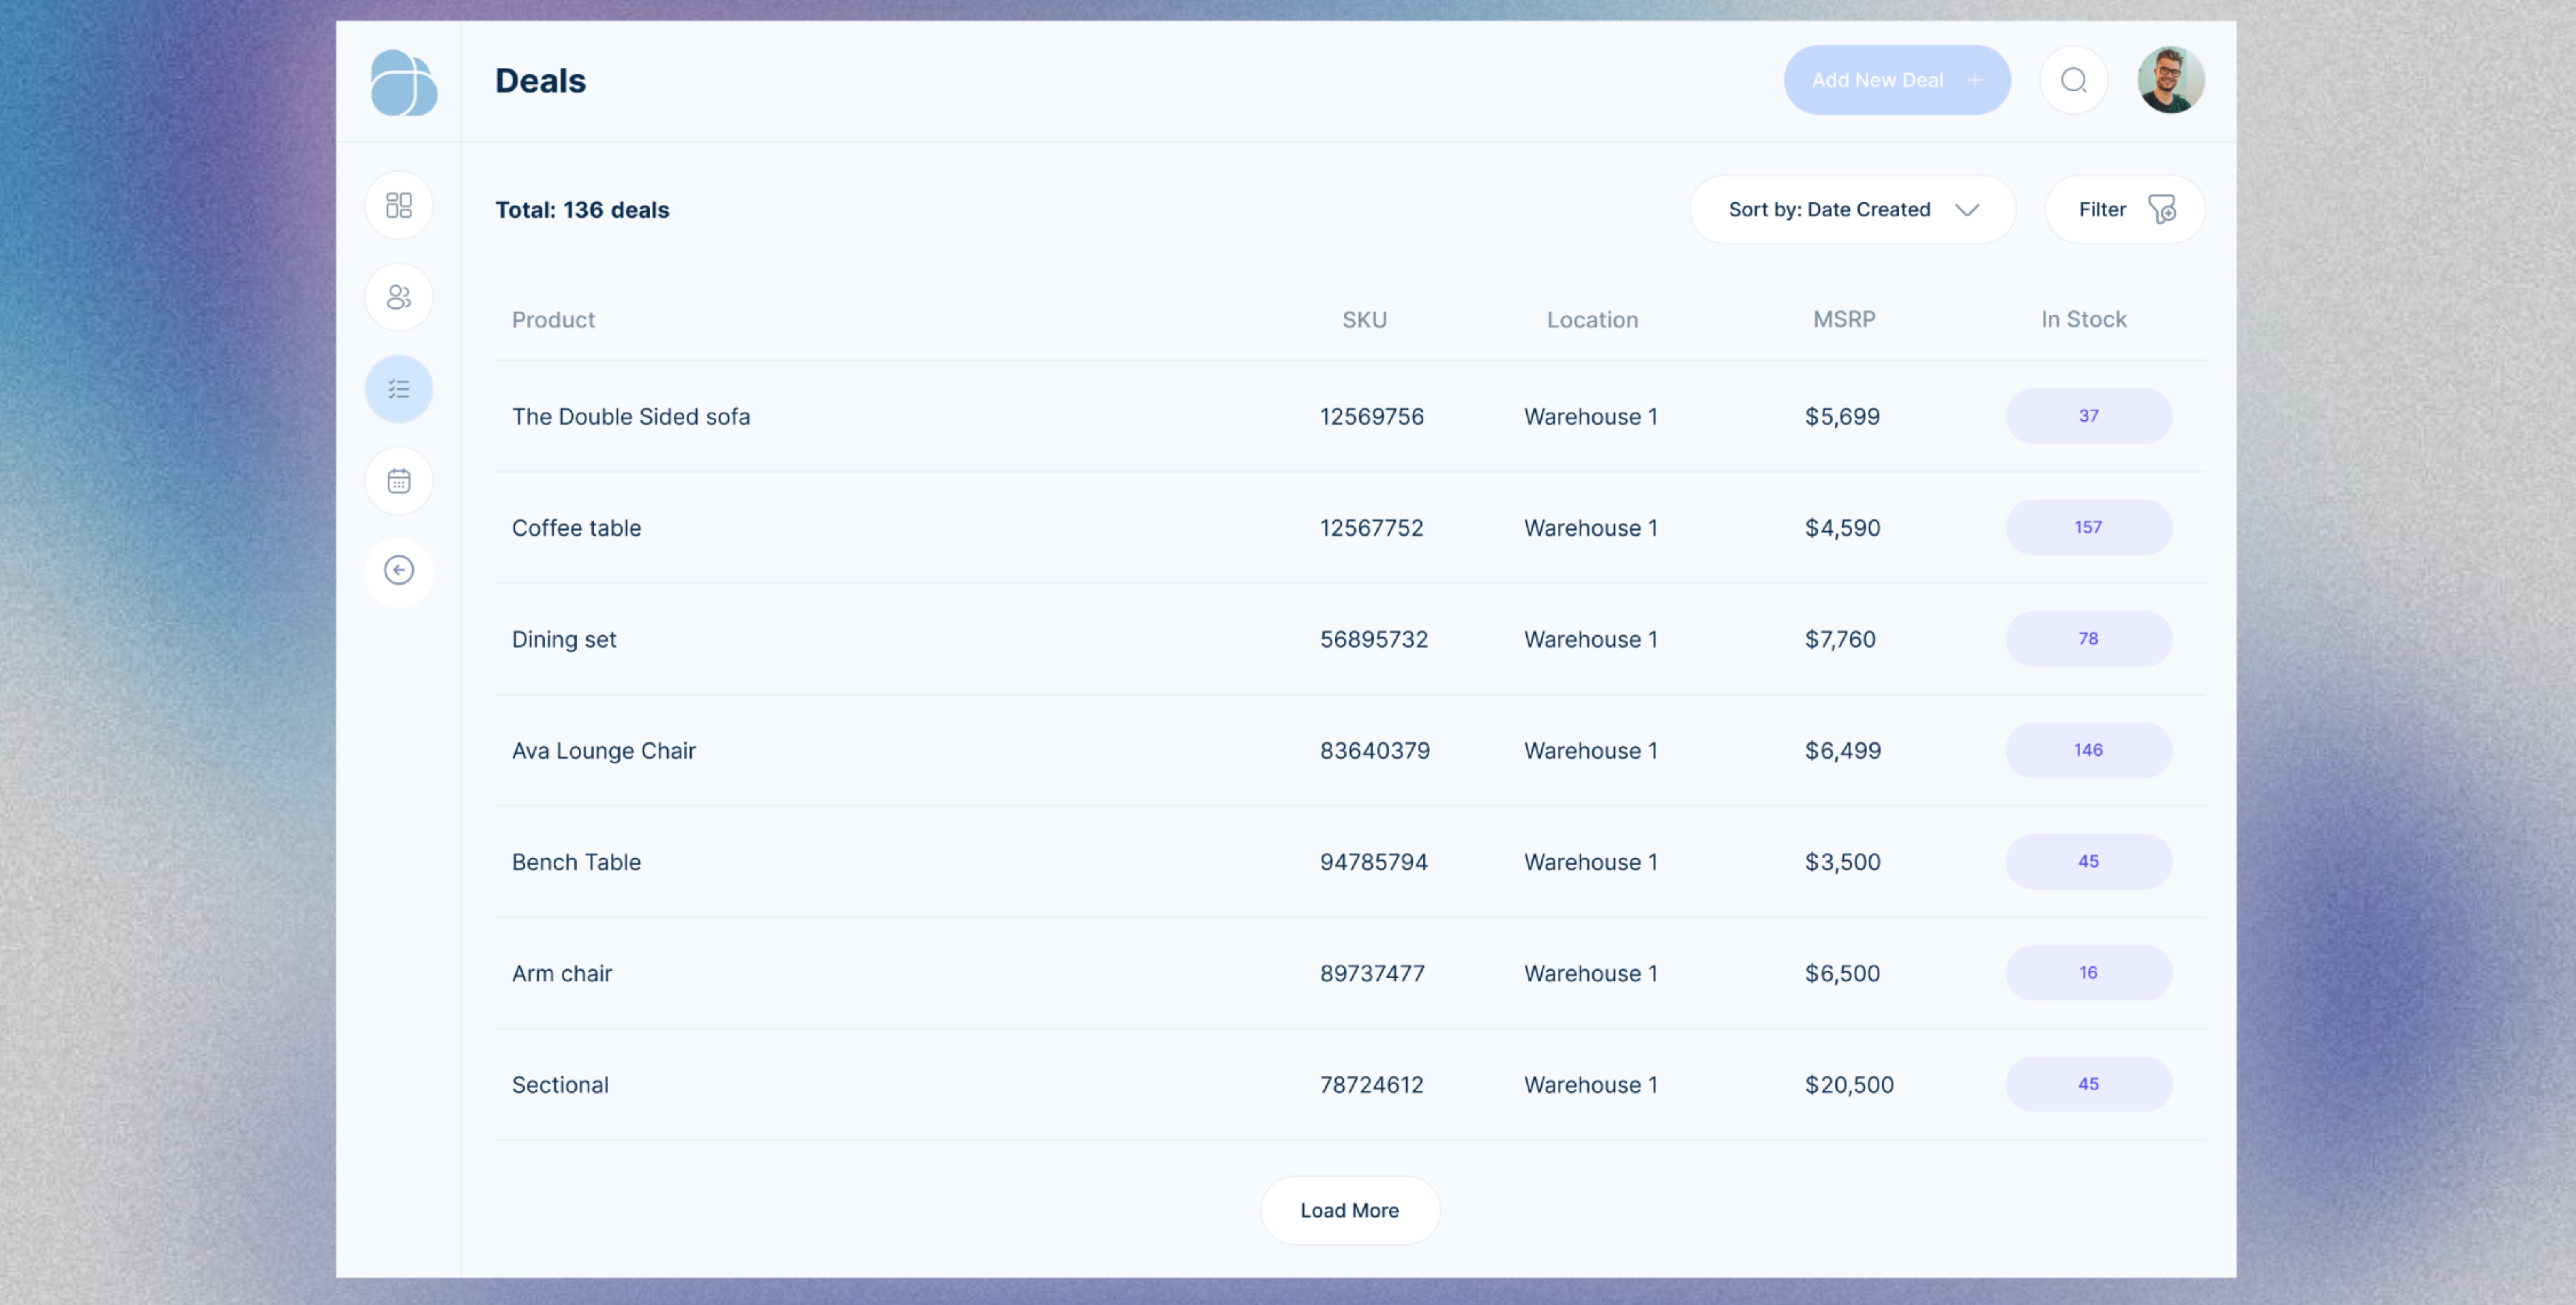 Deals
Add New Deal +
Total: 136 deals
Sort by: Date Created
Filter
Product SKU Location MSRP In Stock
The Double Sided sofa 12569756 Warehouse 1 $5,699 37
Coffee table 12567752 Warehouse 1 $4,590 157
Dining set 56895732 Warehouse 1 $7,760 78
Ava Lounge Chair 83640379 Warehouse 1 $6,499 146
Bench Table 94785794 Warehouse 1 $3,500 45
Arm chair 89737477 Warehouse 1 $6,500 16
Sectional 78724612 Warehouse 1 $20,500 45
Load More